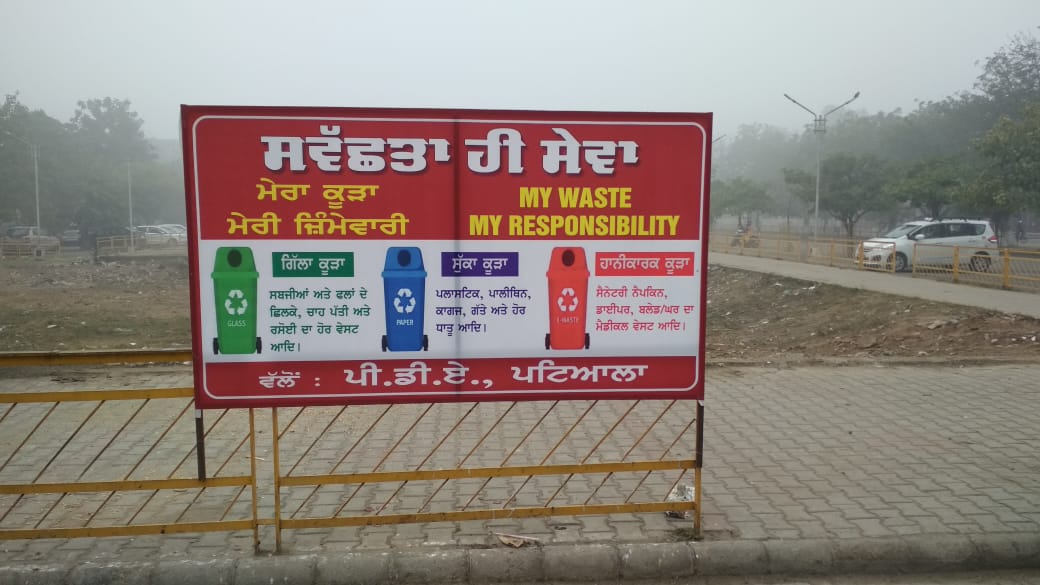 ਸਵੱਛਤਾ ਹੀ ਸੇਵਾ
ਮੇਰਾ ਕੂੜਾ
ਮੇਰੀ ਜ਼ਿੰਮੇਵਾਰੀ
MY WASTE
MY RESPONSIBILITY
ਗਿੱਲਾ ਕੂੜਾ
ਸਬਜੀਆਂ ਅਤੇ ਫਲਾਂ ਦੇ
ਛਿਲਕੇ, ਚਾਹ ਪੱਤੀ ਅਤੇ
ਰਸੋਈ ਦਾ ਹੋਰ ਵੇਸਟ
ਆਦਿ।
GLASS
ਸੁੱਕਾ ਕੂੜਾ
ਪਲਾਸਟਿਕ, ਪਾਲੀਥਿਨ,
ਕਾਗਜ, ਗੱਤੇ ਅਤੇ ਹੋਰ
ਧਾਤੂ ਆਦਿ।
PAPER
ਹਾਨੀਕਾਰਕ ਕੂੜਾ
ਸੈਨੇਟਰੀ ਨੈਪਕਿਨ,
ਡਾਈਪਰ, ਬਲੇਡ/ਘਰ ਦਾ
ਮੈਡੀਕਲ ਵੇਸਟ ਆਦਿ।
E-WASTE
ਵੱਲੋਂ : ਪੀ.ਡੀ.ਏ., ਪਟਿਆਲਾ